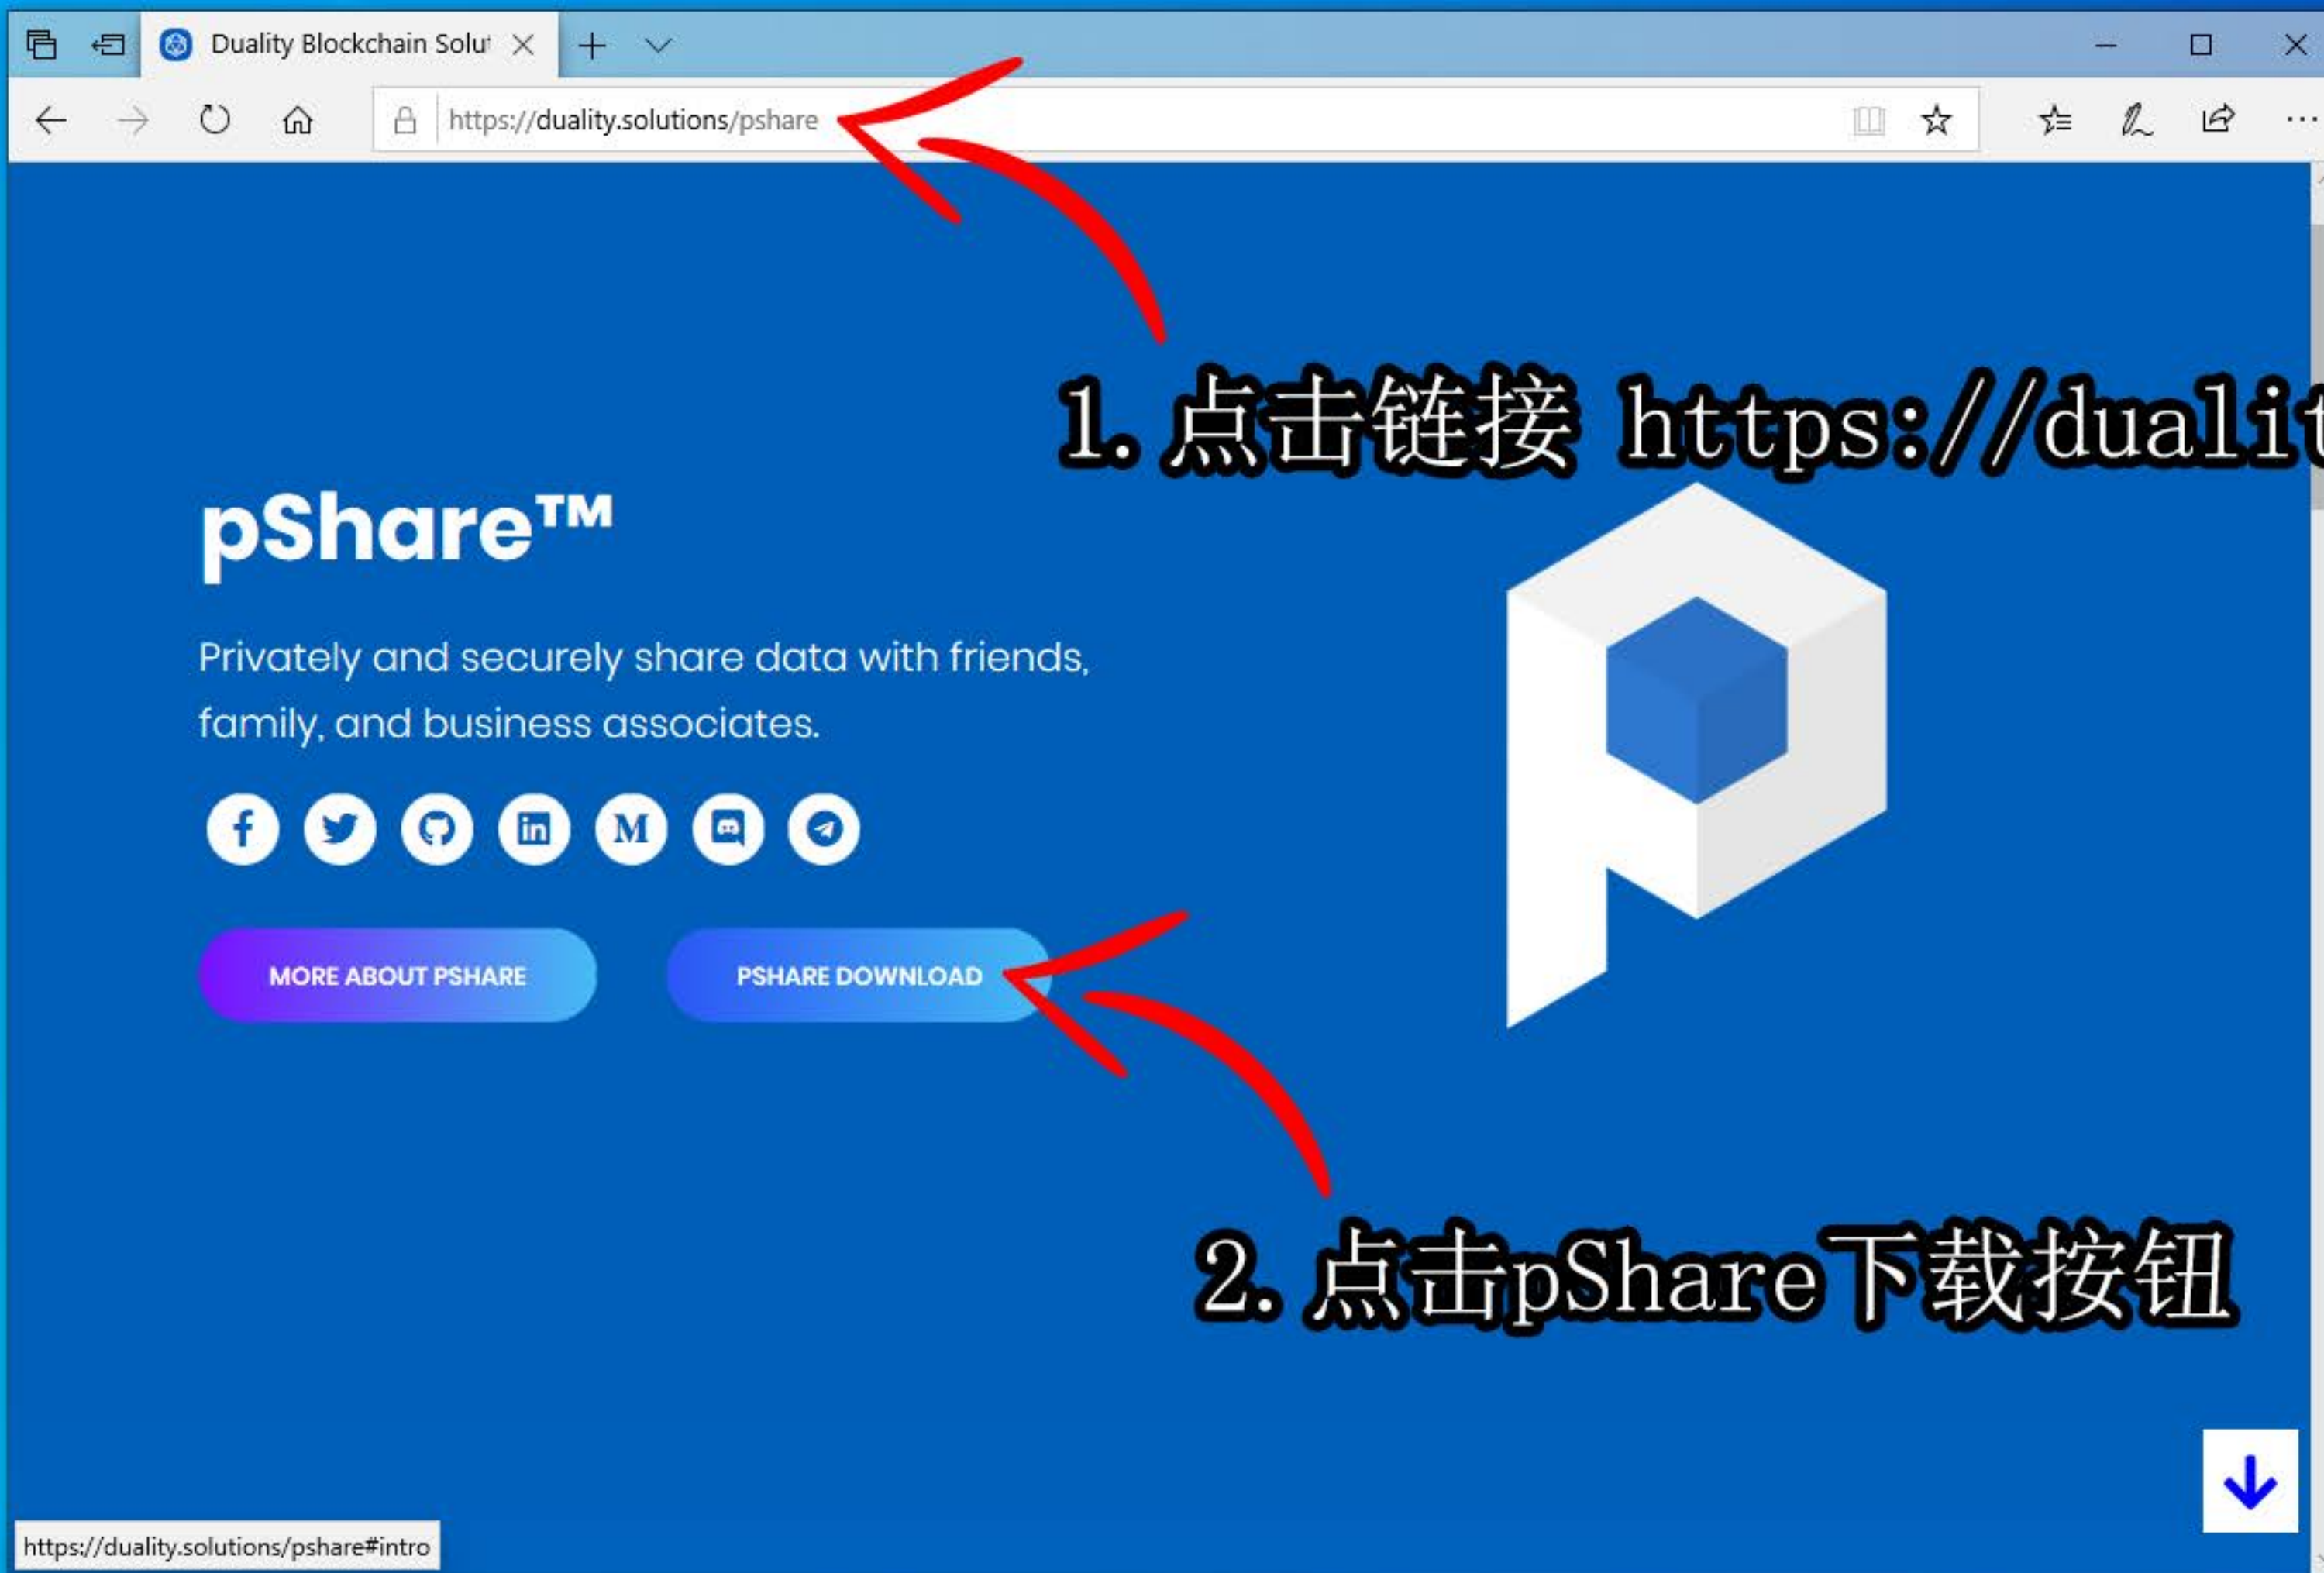 Duality Blockchain Solut
https://duality.solutions/pshare
1.点击链接 https://dualit
pShare™
Privately and securely share data with friends,
family, and business associates.
MORE ABOUT PSHARE
PSHARE DOWNLOAD
2.点击pShare下载按钮
https://duality.solutions/pshare#intro